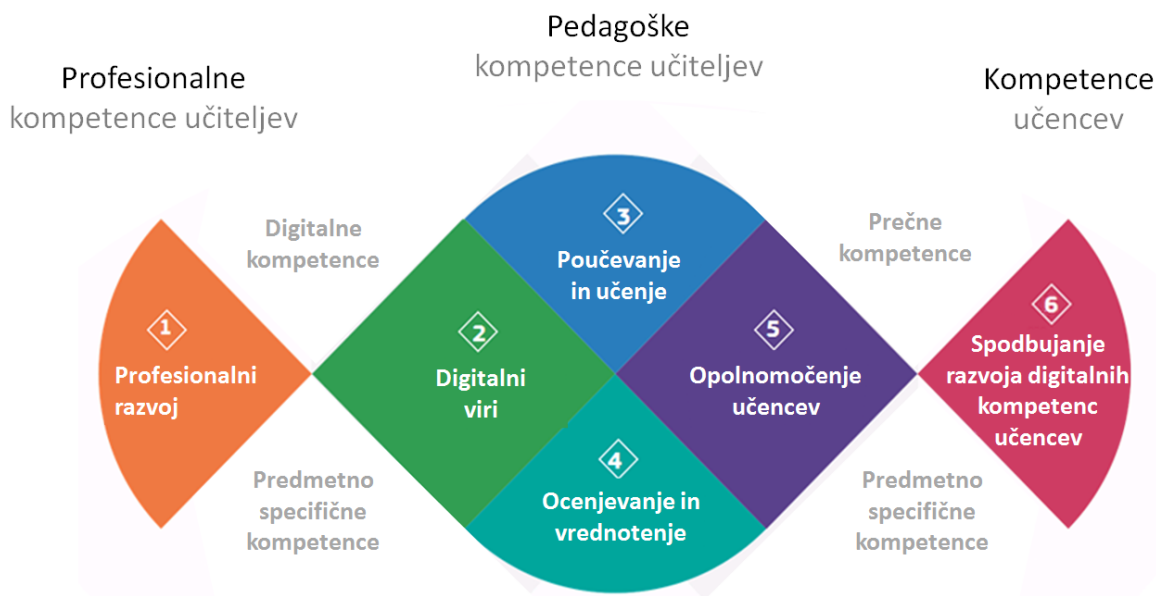 Profesionalne
kompetence učiteljev
Pedagoške
kompetence učiteljev
Kompetence
učencev
1
Profesionalni
razvoj
Digitalne
kompetence
Predmetno
specifične
kompetence
2
Digitalni
viri
3
Poučevanje
in učenje
4
Ocenjevanje in
vrednotenje
5
Opolnomočenje
učencev
Prečne
kompetence
Predmetno
specifične
kompetence
6
Spodbujanje
razvoja digitalnih
kompetenc
učencev